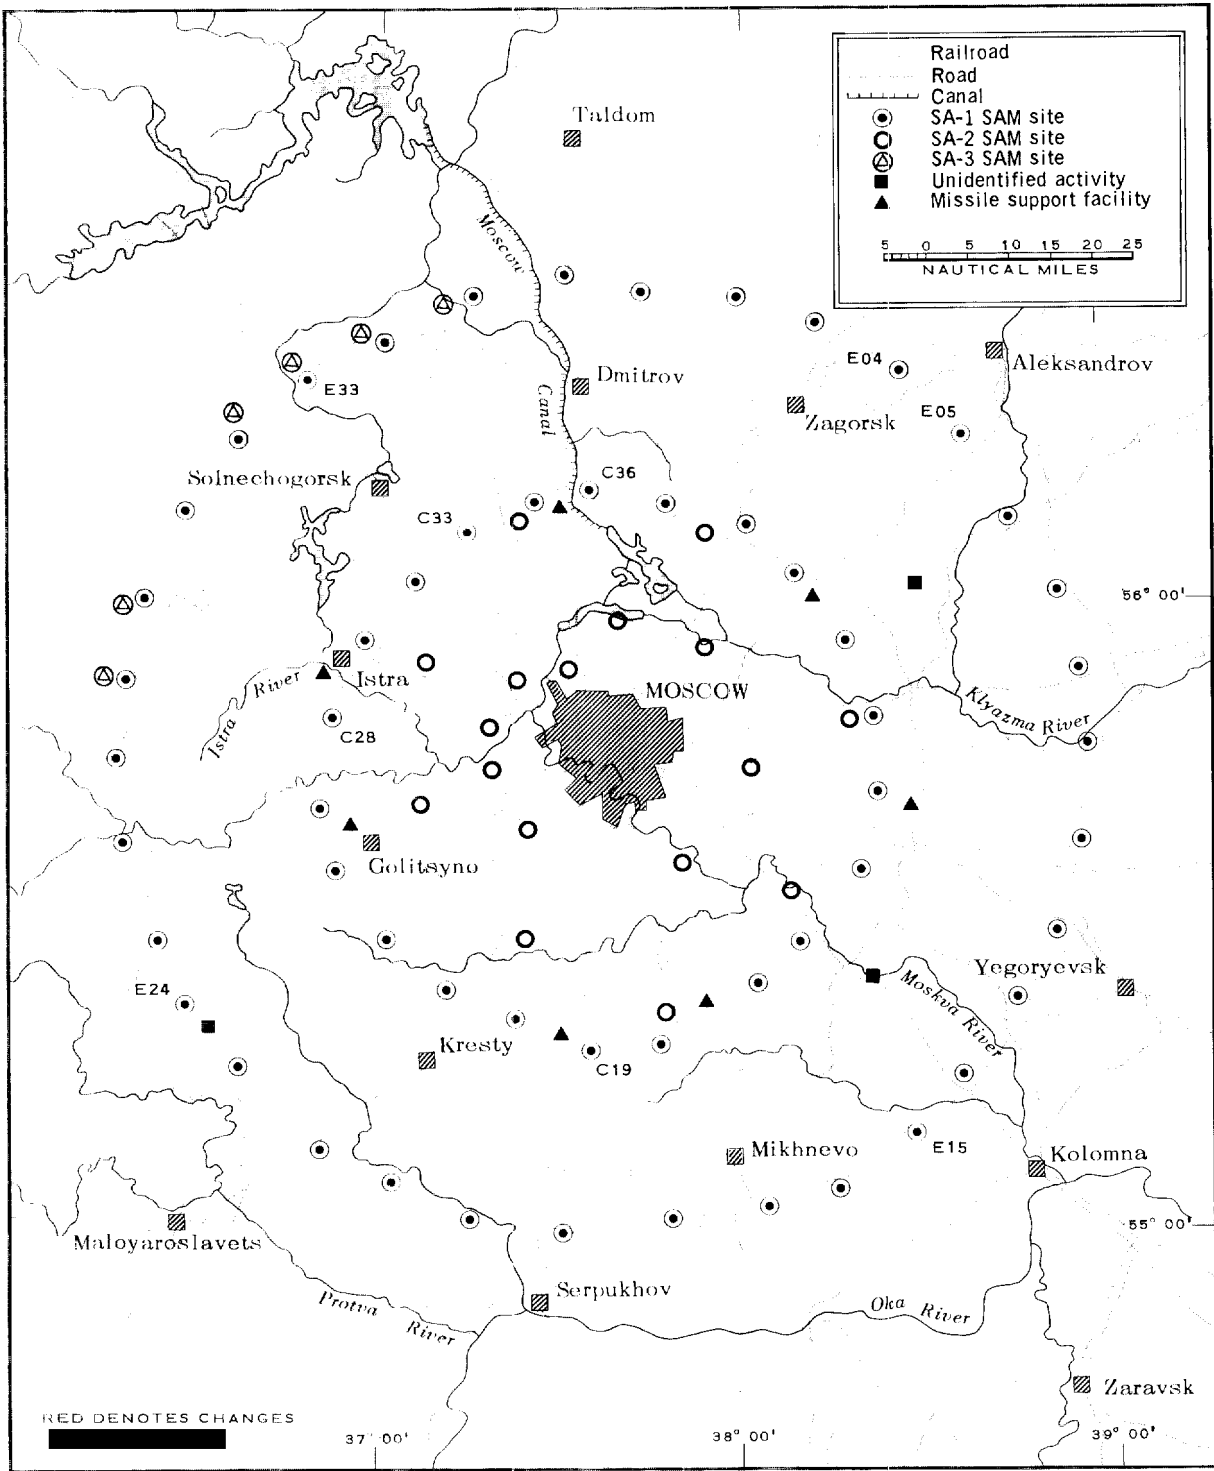 Railroad
Road
Canal
SA-1 SAM site
SA-2 SAM site
SA-3 SAM site
Unidentified activity
Missile support facility
5 0 5 10 15 20 25
NAUTICAL MILES
Taldom
Moscow
Canal
E04
Aleksandrov
E33
Dmitrov
Zagorsk
E05
Solnechogorsk
C36
C33
56° 00'
Istra
Istra River
MOSCOW
Klyazma River
C28
Golitsyno
E24
Yegoryevsk
Moskva River
Kresty
C19
Mikhnevo
E15
Kolomna
55° 00'
Maloyaroslavets
Serpukhov
Protva River
Oka River
Zaravsk
RED DENOTES CHANGES
37° 00'
38° 00'
39° 00'